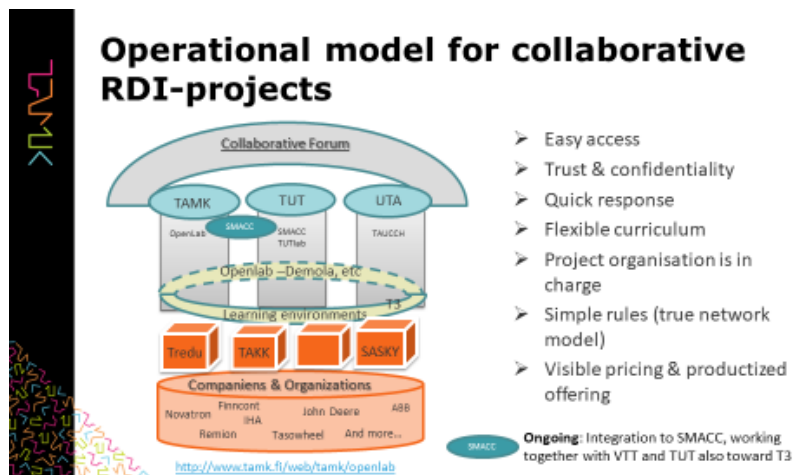 TAMK
Operational model for collaborative
RDI-projects
Collaborative Forum
TAMK
TUT
UTA
SMACC
OpenLab
SMACC
TUTlab
TAUCCH
Openlab –Demola, etc
T3
Learning environments
Tredu
TAKK
SASKY
Companiens & Organizations
Novatron
Finncont
IHA
John Deere
ABB
Remion
Tasowheel
And more...
http://www.tamk.fi/web/tamk/openlab
➢ Easy access
➢ Trust & confidentiality
➢ Quick response
➢ Flexible curriculum
➢ Project organisation is in
charge
➢ Simple rules (true network
model)
➢ Visible pricing & productized
offering
SMACC
Ongoing: Integration to SMACC, working
together with VTT and TUT also toward T3